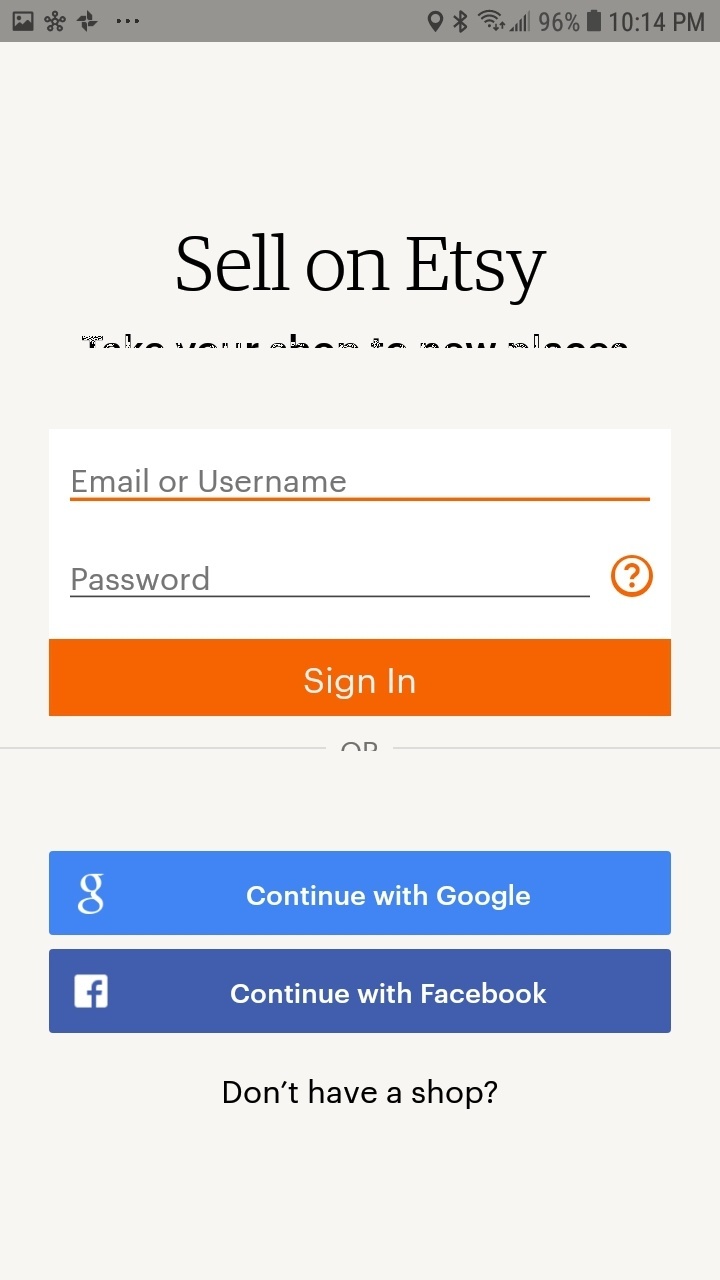 96% 10:14 PM
Sell on Etsy
Take your shop to new places
Email or Username
Password
?
Sign In
OR
Continue with Google
Continue with Facebook
Don't have a shop?